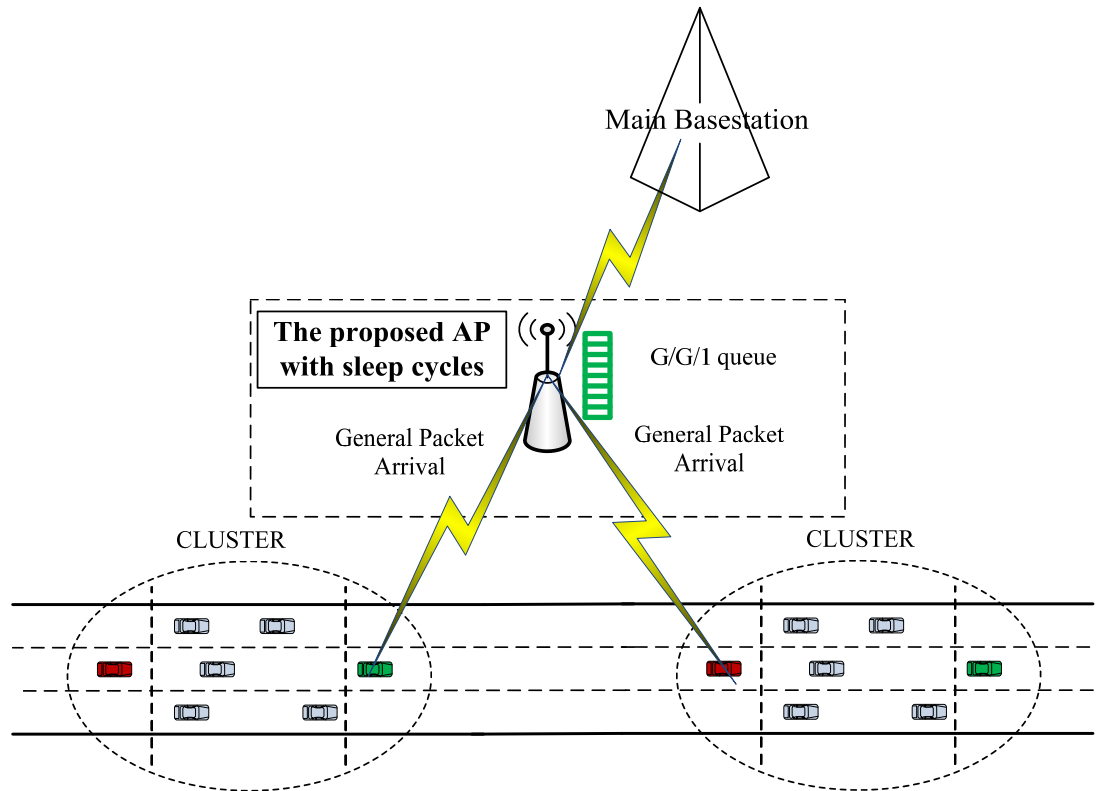 Main Basestation
The proposed AP
with sleep cycles
G/G/1 queue
General Packet
Arrival
General Packet
Arrival
CLUSTER
CLUSTER